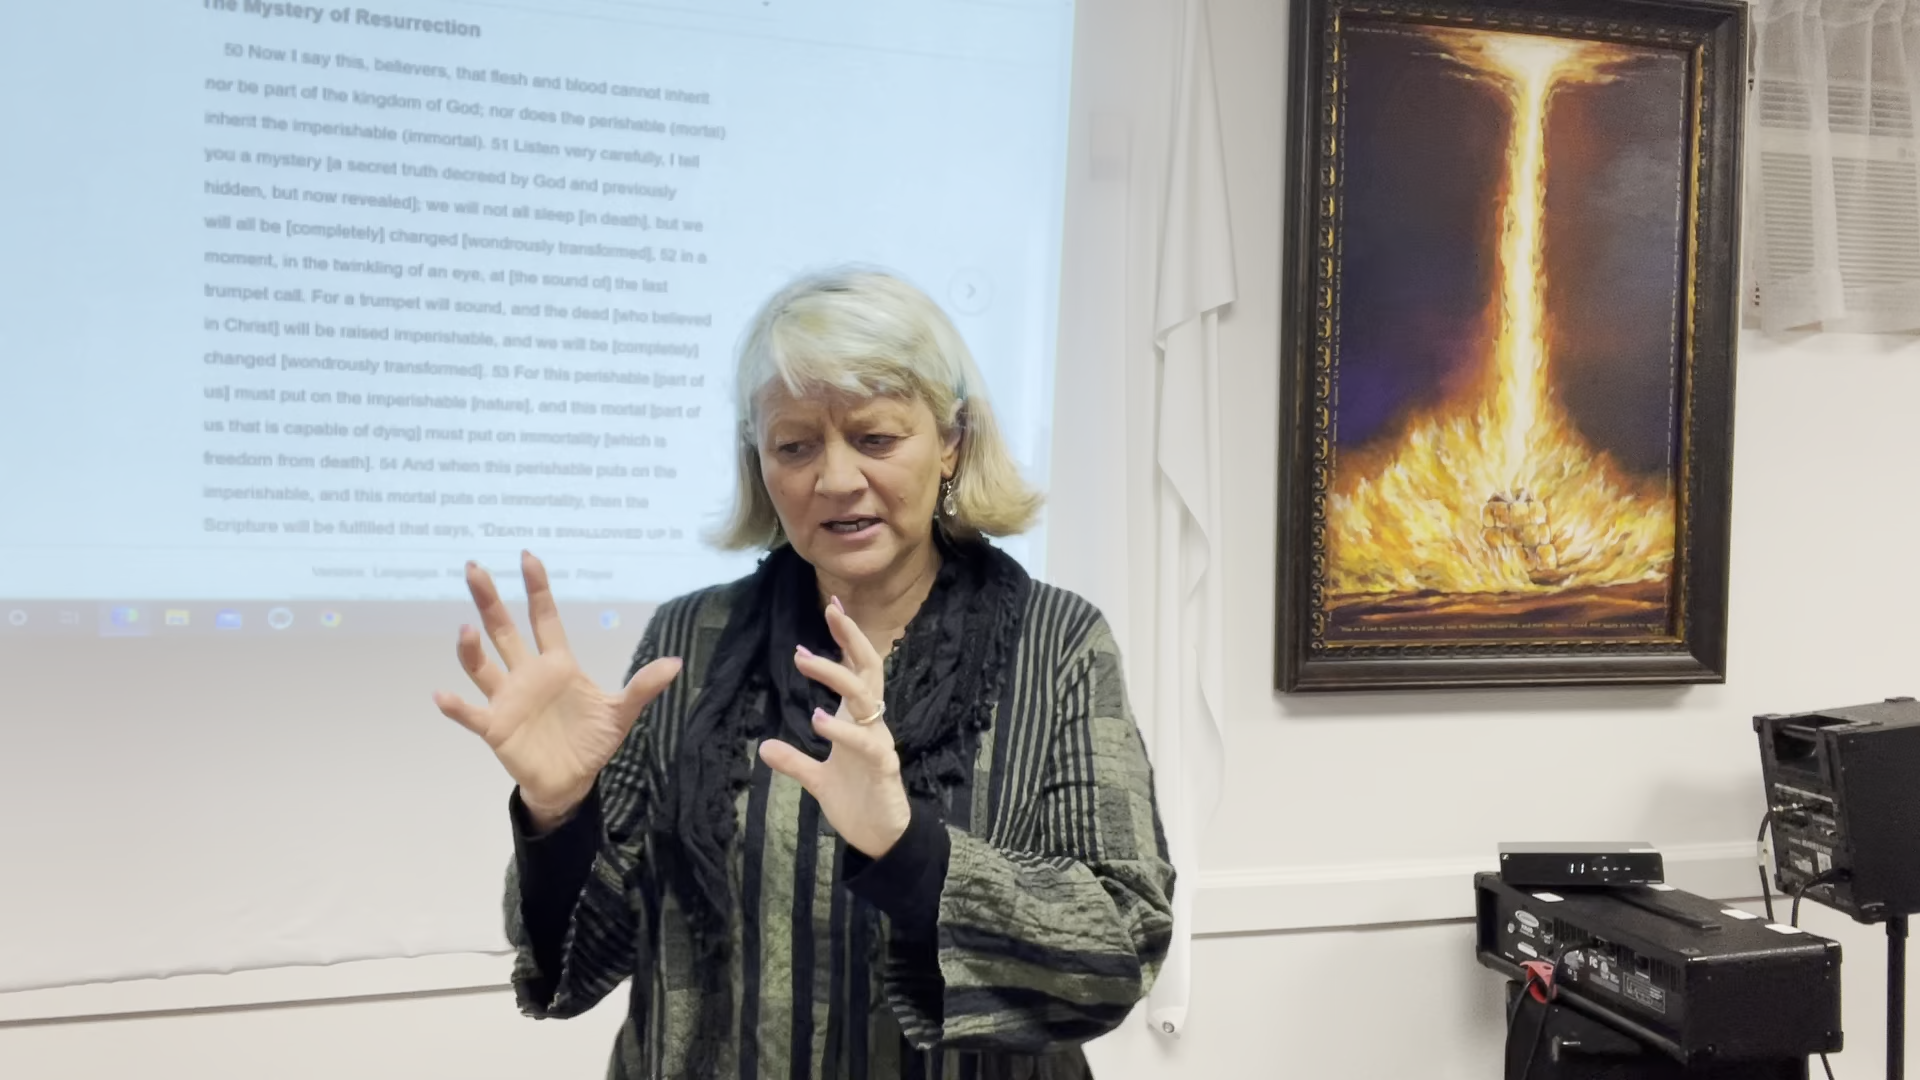 The Mystery of Resurrection
50 Now I say this, believers, that flesh and blood cannot inherit
nor be part of the kingdom of God; nor does the perishable (mortal)
inherit the imperishable (immortal). 51 Listen very carefully, I tell
you a mystery [a secret truth decreed by God and previously
hidden, but now revealed]; we will not all sleep [in death], but we
will all be [completely] changed [wondrously transformed], 52 in a
moment, in the twinkling of an eye, at [the sound of] the last
trumpet call. For a trumpet will sound, and the dead [who believed
in Christ] will be raised imperishable, and we will be [completely]
changed [wondrously transformed]. 53 For this perishable [part of
us] must put on the imperishable [nature], and this mortal [part of
us that is capable of dying] must put on immortality [which is
freedom from death]. 54 And when this perishable puts on the
imperishable, and this mortal puts on immortality, then the
Scripture will be fulfilled that says, "DEATH IS SWALLOWED UP in